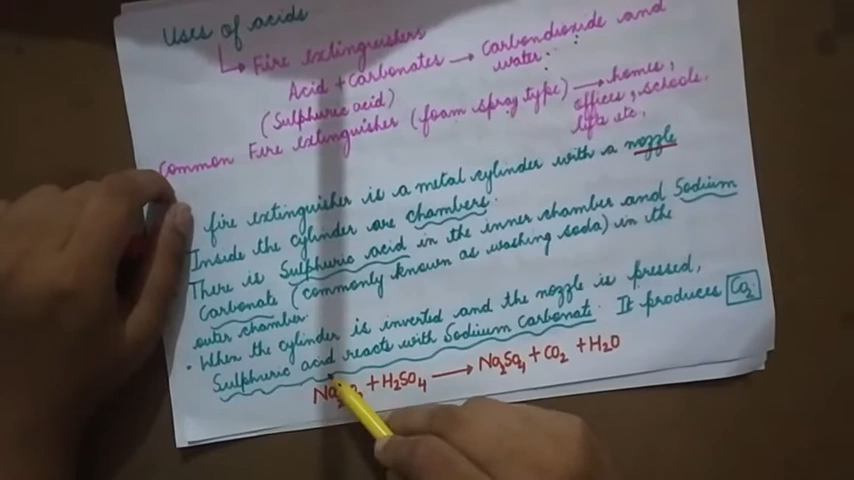 Uses of acids
Fire extinguishers
Acid + Carbonates → Carbondioxide and water.
(Sulphuric acid)
Common Fire extinguisher (foam spray type) → homes, offices, schools, lifts etc.
fire extinguisher is a metal cylinder with a nozzle
Inside the cylinder are chambers.
There is Sulphuric acid in the inner chamber and Sodium
Carbonate (commonly known as washing soda) in the
outer chamber.
• When the cylinder is inverted and the nozzle is pressed,
Sulphuric acid reacts with Sodium Carbonate. It produces CO₂
+ H₂SO₄ → Na₂SO₄ + CO₂ + H₂O